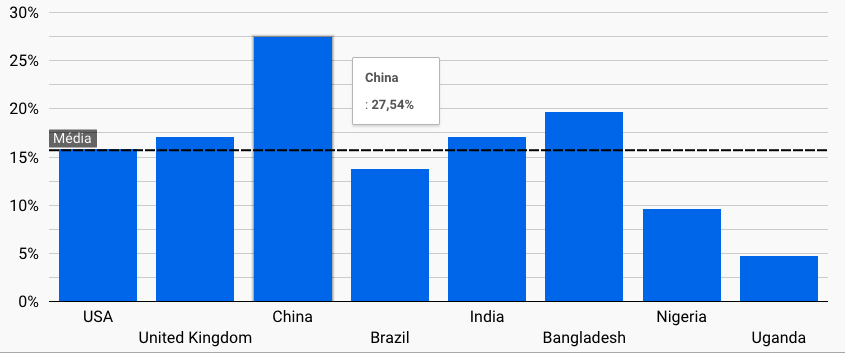 30%
25%
20%
15%
10%
5%
0%
Média
China
: 27,54%
USA
United Kingdom
China
Brazil
India
Bangladesh
Nigeria
Uganda